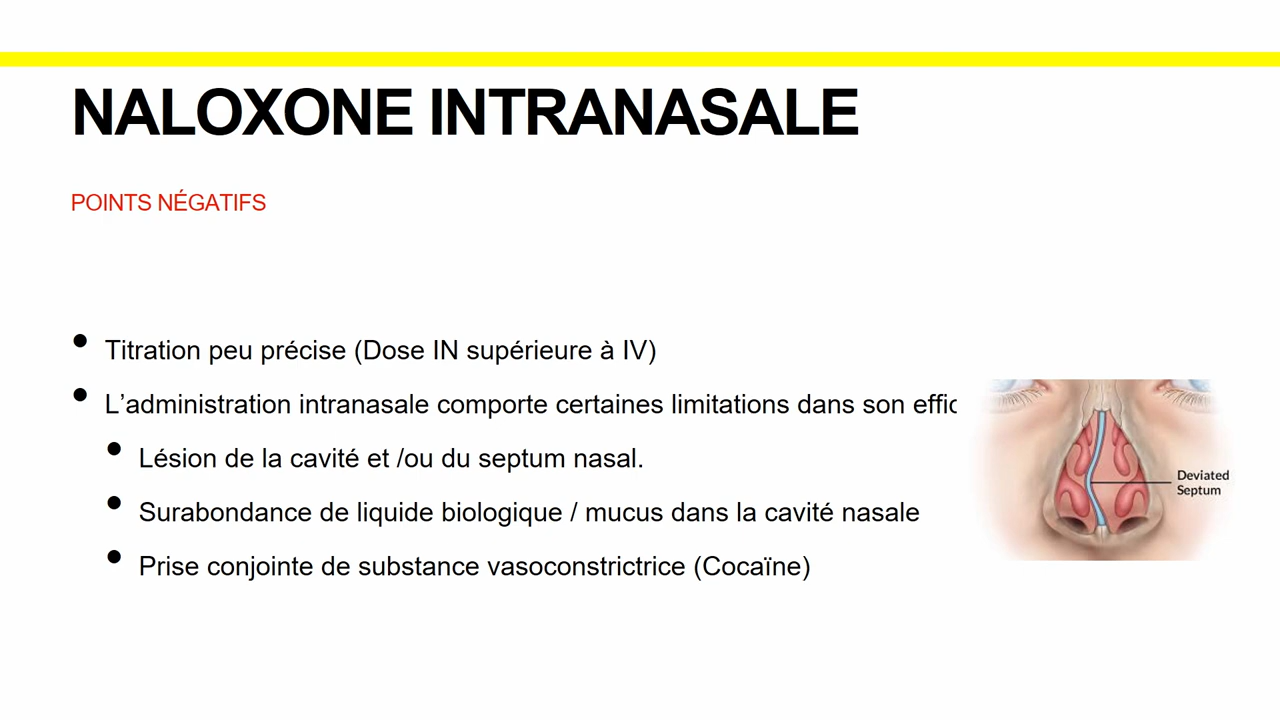 NALOXONE INTRANASALE
POINTS NÉGATIFS
• Titration peu précise (Dose IN supérieure à IV)
• L’administration intranasale comporte certaines limitations dans son
• Lésion de la cavité et /ou du septum nasal.
• Surabondance de liquide biologique / mucus dans la cavité nasale
• Prise conjointe de substance vasoconstrictrice (Cocaïne)
Deviated
Septum